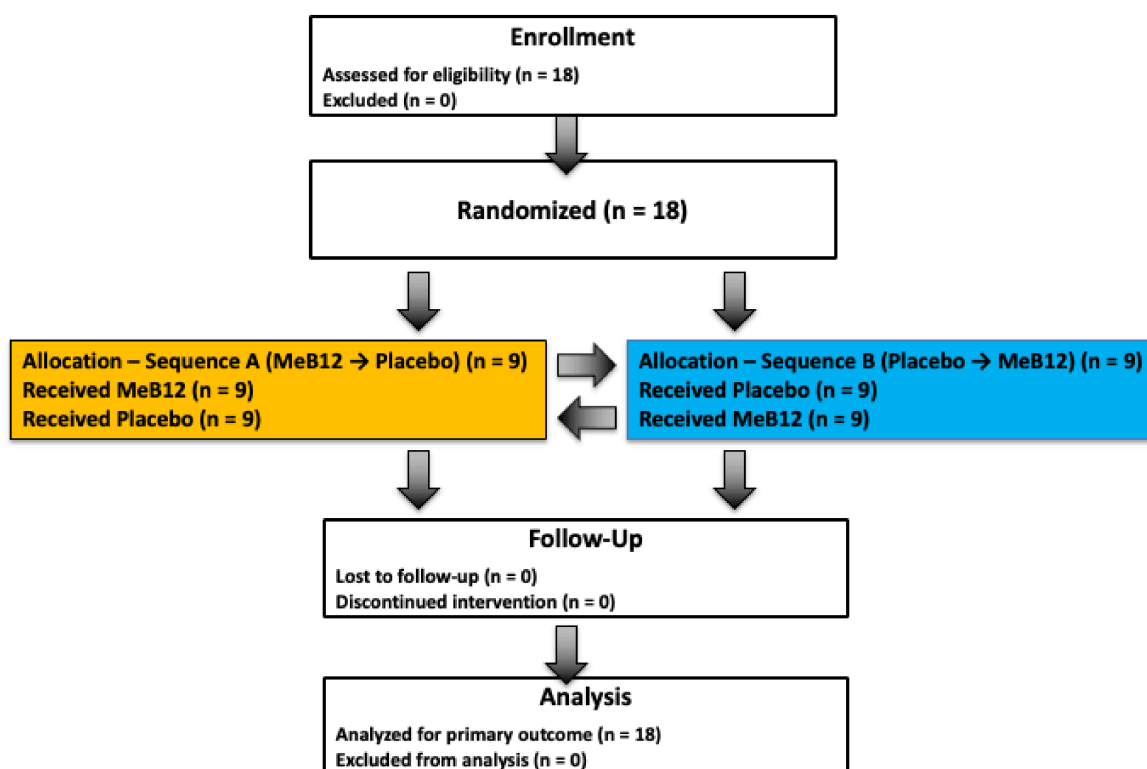 Enrollment
Assessed for eligibility (n = 18)
Excluded (n = 0)
Randomized (n = 18)
Allocation – Sequence A (MeB12 → Placebo) (n = 9)
Received MeB12 (n = 9)
Received Placebo (n = 9)
Allocation – Sequence B (Placebo → MeB12) (n = 9)
Received Placebo (n = 9)
Received MeB12 (n = 9)
Follow-Up
Lost to follow-up (n = 0)
Discontinued intervention (n = 0)
Analysis
Analyzed for primary outcome (n = 18)
Excluded from analysis (n = 0)